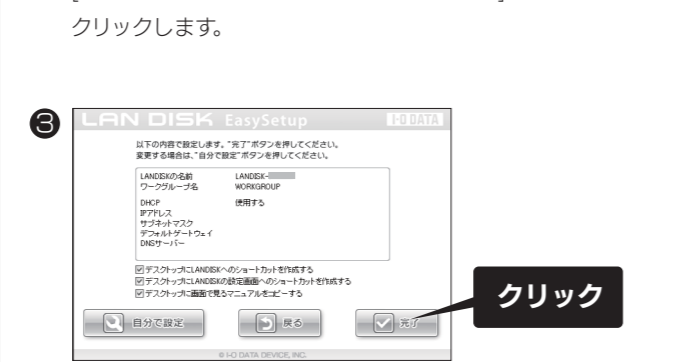 クリックします。
3
LAN DISK EasySetup
I-O DATA
以下の内容で設定します。"完了"ボタンを押してください。
変更する場合は、"自分で設定"ボタンを押してください。
LANDISKの名前 LANDISK-
ワークグループ名 WORKGROUP
DHCP 使用する
IPアドレス
サブネットマスク
デフォルトゲートウェイ
DNSサーバー
デスクトップにLANDISKへのショートカットを作成する
デスクトップにLANDISKの設定画面へのショートカットを作成する
デスクトップに画面で見るマニュアルをコピーする
自分で設定 戻る 完了
クリック
© I-O DATA DEVICE, INC.